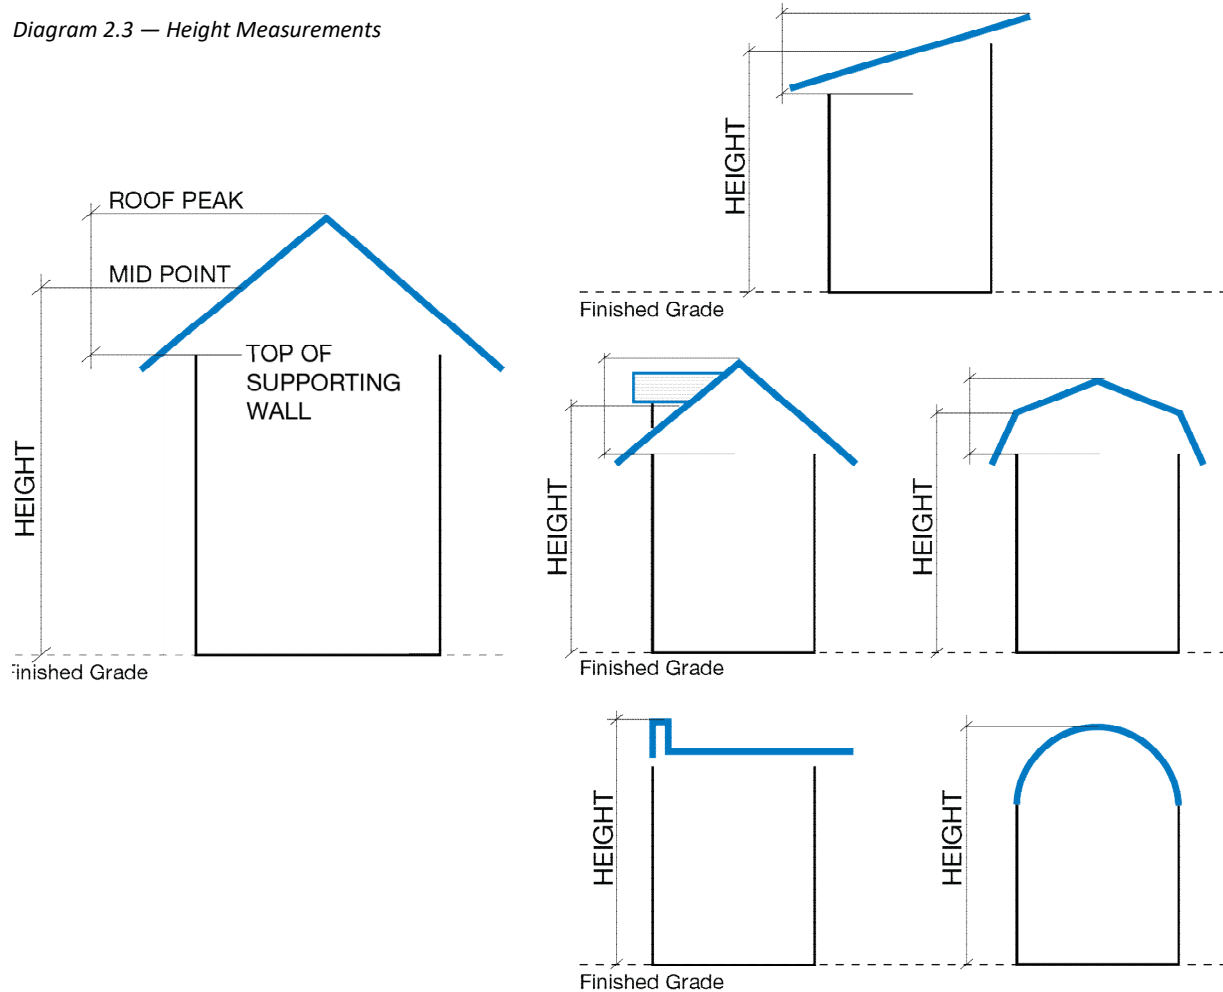 Diagram 2.3 — Height Measurements
ROOF PEAK
MID POINT
TOP OF
SUPPORTING
WALL
HEIGHT
Finished Grade
HEIGHT
Finished Grade
HEIGHT
Finished Grade
HEIGHT
HEIGHT
Finished Grade
HEIGHT